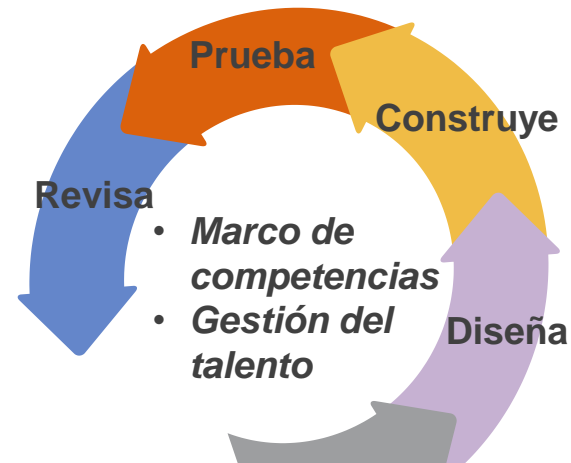 Prueba
Construye
Revisa
• Marco de
competencias
• Gestión del
talento
Diseña